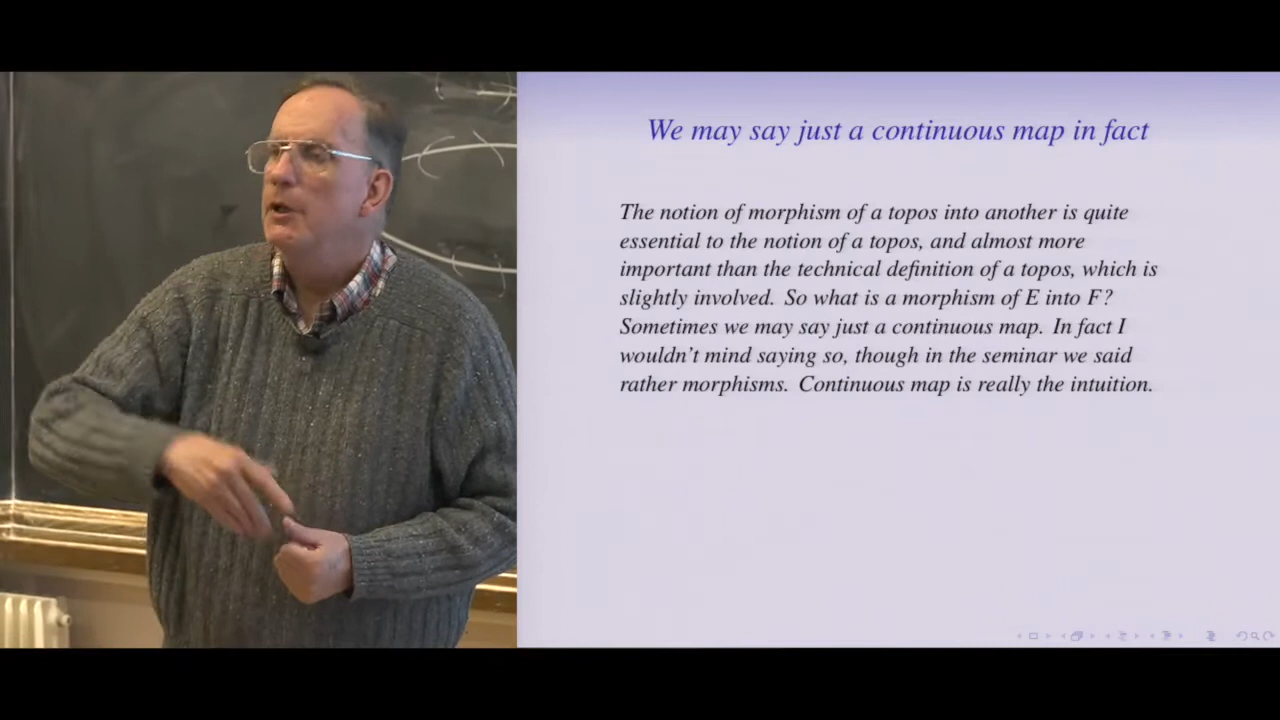 We may say just a continuous map in fact
The notion of morphism of a topos into another is quite
essential to the notion of a topos, and almost more
important than the technical definition of a topos, which is
slightly involved. So what is a morphism of E into F?
Sometimes we may say just a continuous map. In fact I
wouldn't mind saying so, though in the seminar we said
rather morphisms. Continuous map is really the intuition.